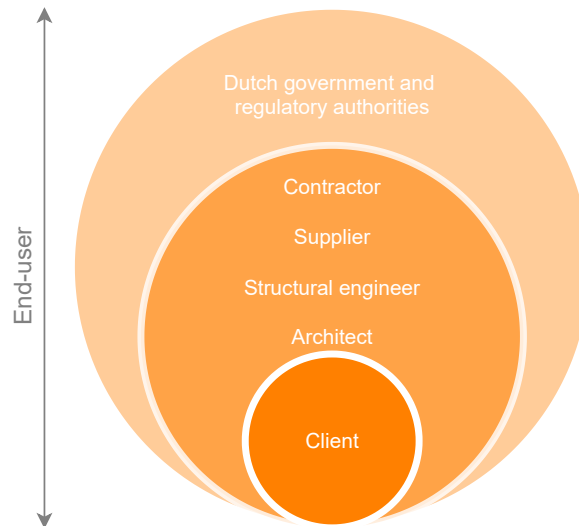 Dutch government and
regulatory authorities
Contractor
Supplier
Structural engineer
Architect
Client
End-user